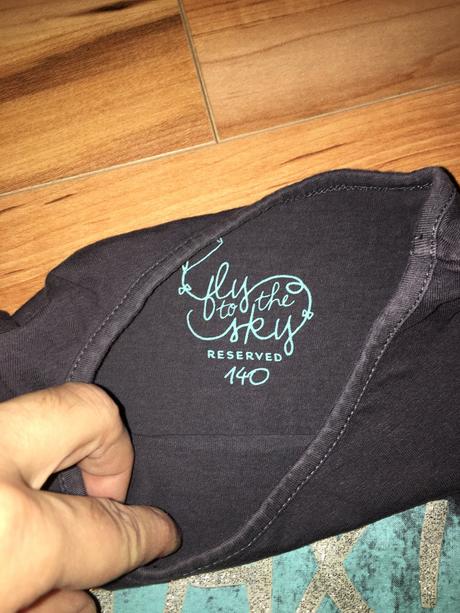 fly
to the
sky
RESERVED
140